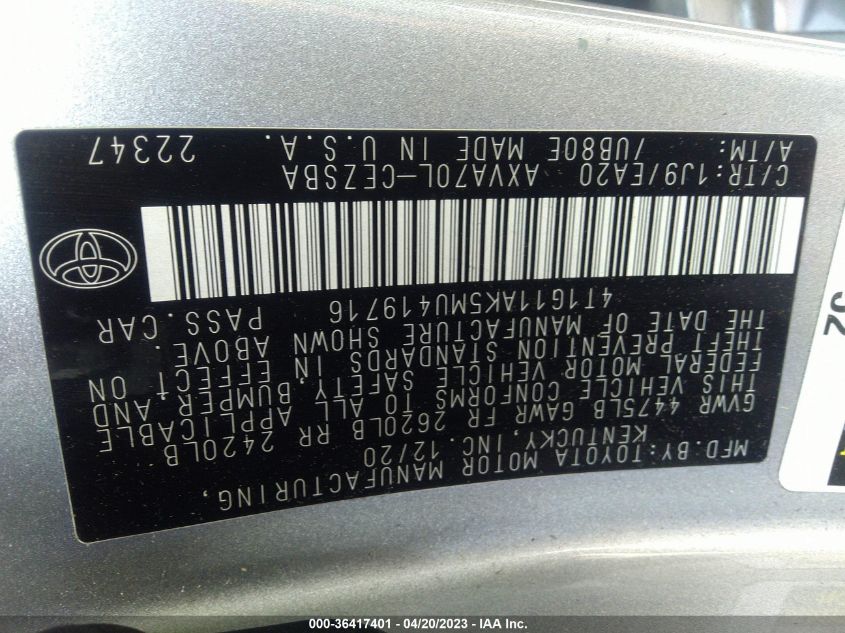 MFD.BY:TOYOTA MOTOR MANUFACTURING,
KENTUCKY, INC. 12/20
GVWR 4475LB GAWR FR 2620LB RR 2420LB
THIS VEHICLE CONFORMS TO ALL APPLICABLE
FEDERAL MOTOR VEHICLE SAFETY,BUMPER AND
THEFT PREVENTION STANDARDS IN EFFECT ON
THE DATE OF MANUFACTURE SHOWN ABOVE.
4T1G11AK5MU419716 PASS.CAR
C/TR:1J9/EA20 AXVA70L-CEZSBA
A/TM: /UB80E MADE IN U.S.A. 22347
J2
000-36417401 - 04/20/2023 - IAA Inc.